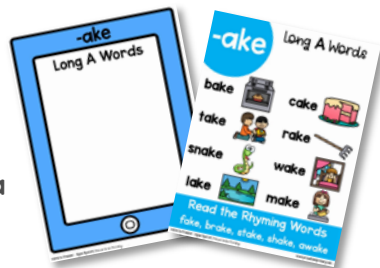 -ake
Long A Words
-ake
Long A Words
bake
cake
take
rake
snake
wake
lake
make
Read the Rhyming Words
fake, brake, stake, shake, awake